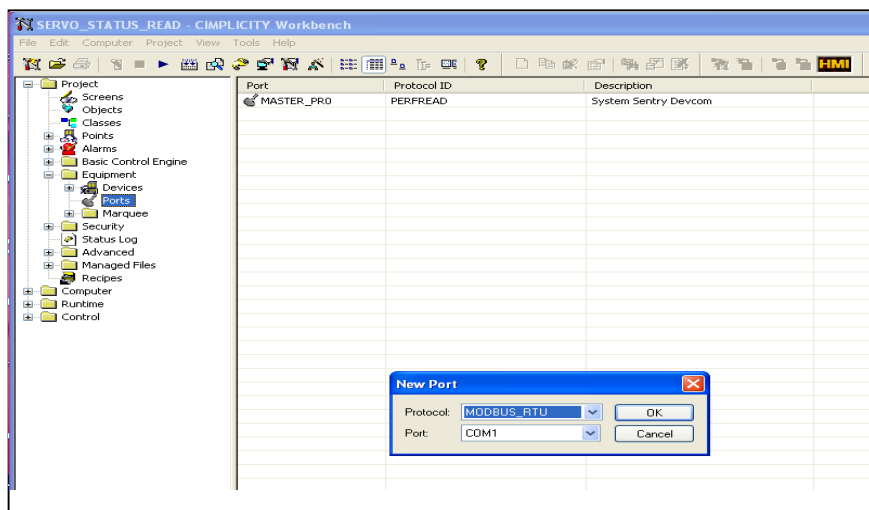 SERVO_STATUS_READ - CIMPLICITY Workbench
File Edit Computer Project View Tools Help
HMI
Project
Screens
Objects
Classes
Points
Alarms
Basic Control Engine
Equipment
Devices
Ports
Marquee
Security
Status Log
Advanced
Managed Files
Recipes
Computer
Runtime
Control
Port Protocol ID Description
MASTER_PR0 PERFREAD System Sentry Devcom
New Port
Protocol: MODBUS_RTU OK
Port: COM1 Cancel